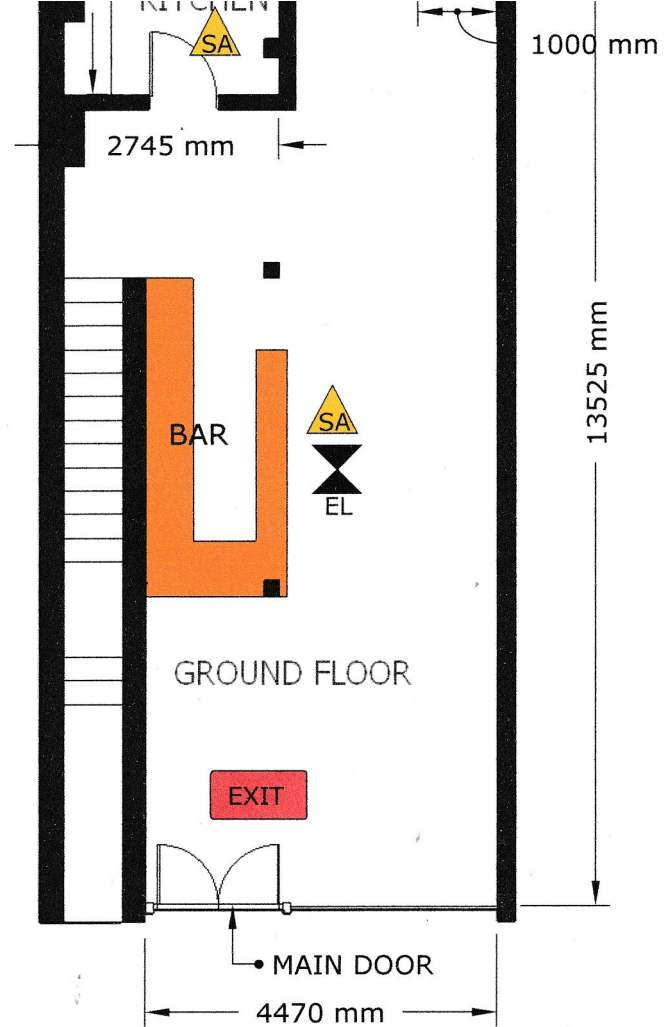 KITCHEN
SA
1000 mm
2745 mm
13525 mm
SA
BAR
EL
GROUND FLOOR
EXIT
MAIN DOOR
4470 mm